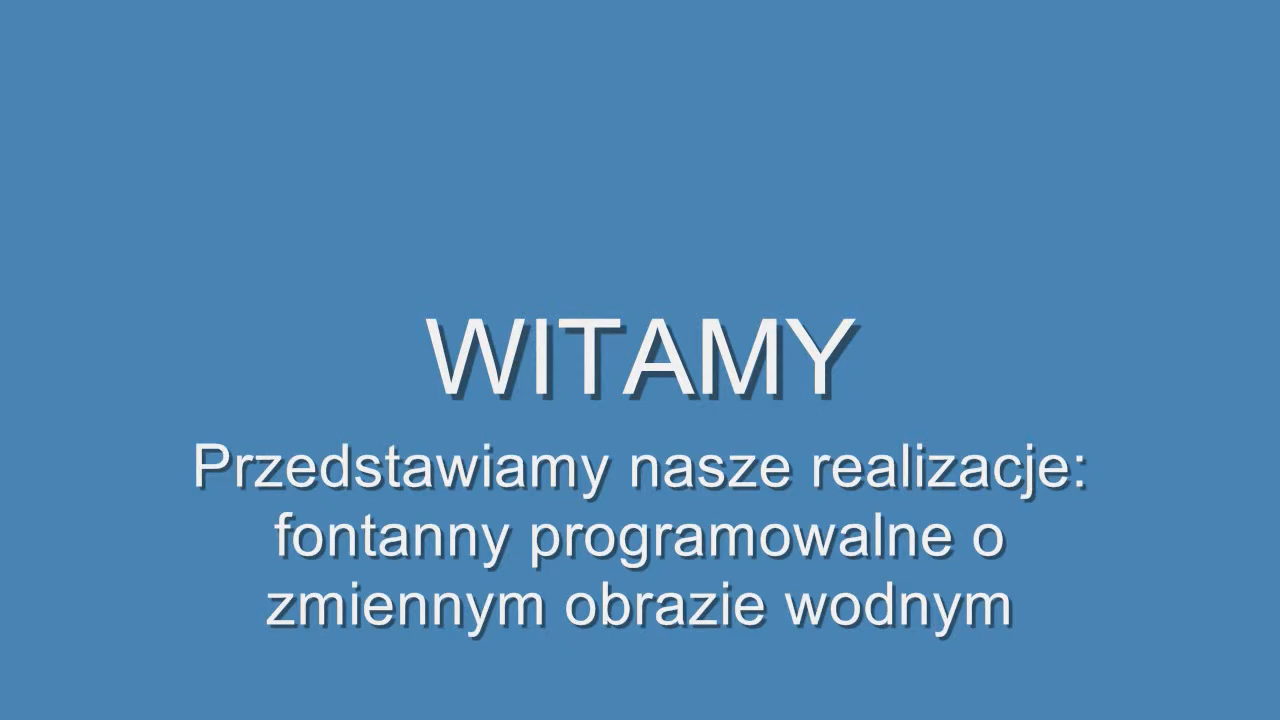 WITAMY
Przedstawiamy nasze realizacje:
fontanny programowalne o
zmiennym obrazie wodnym